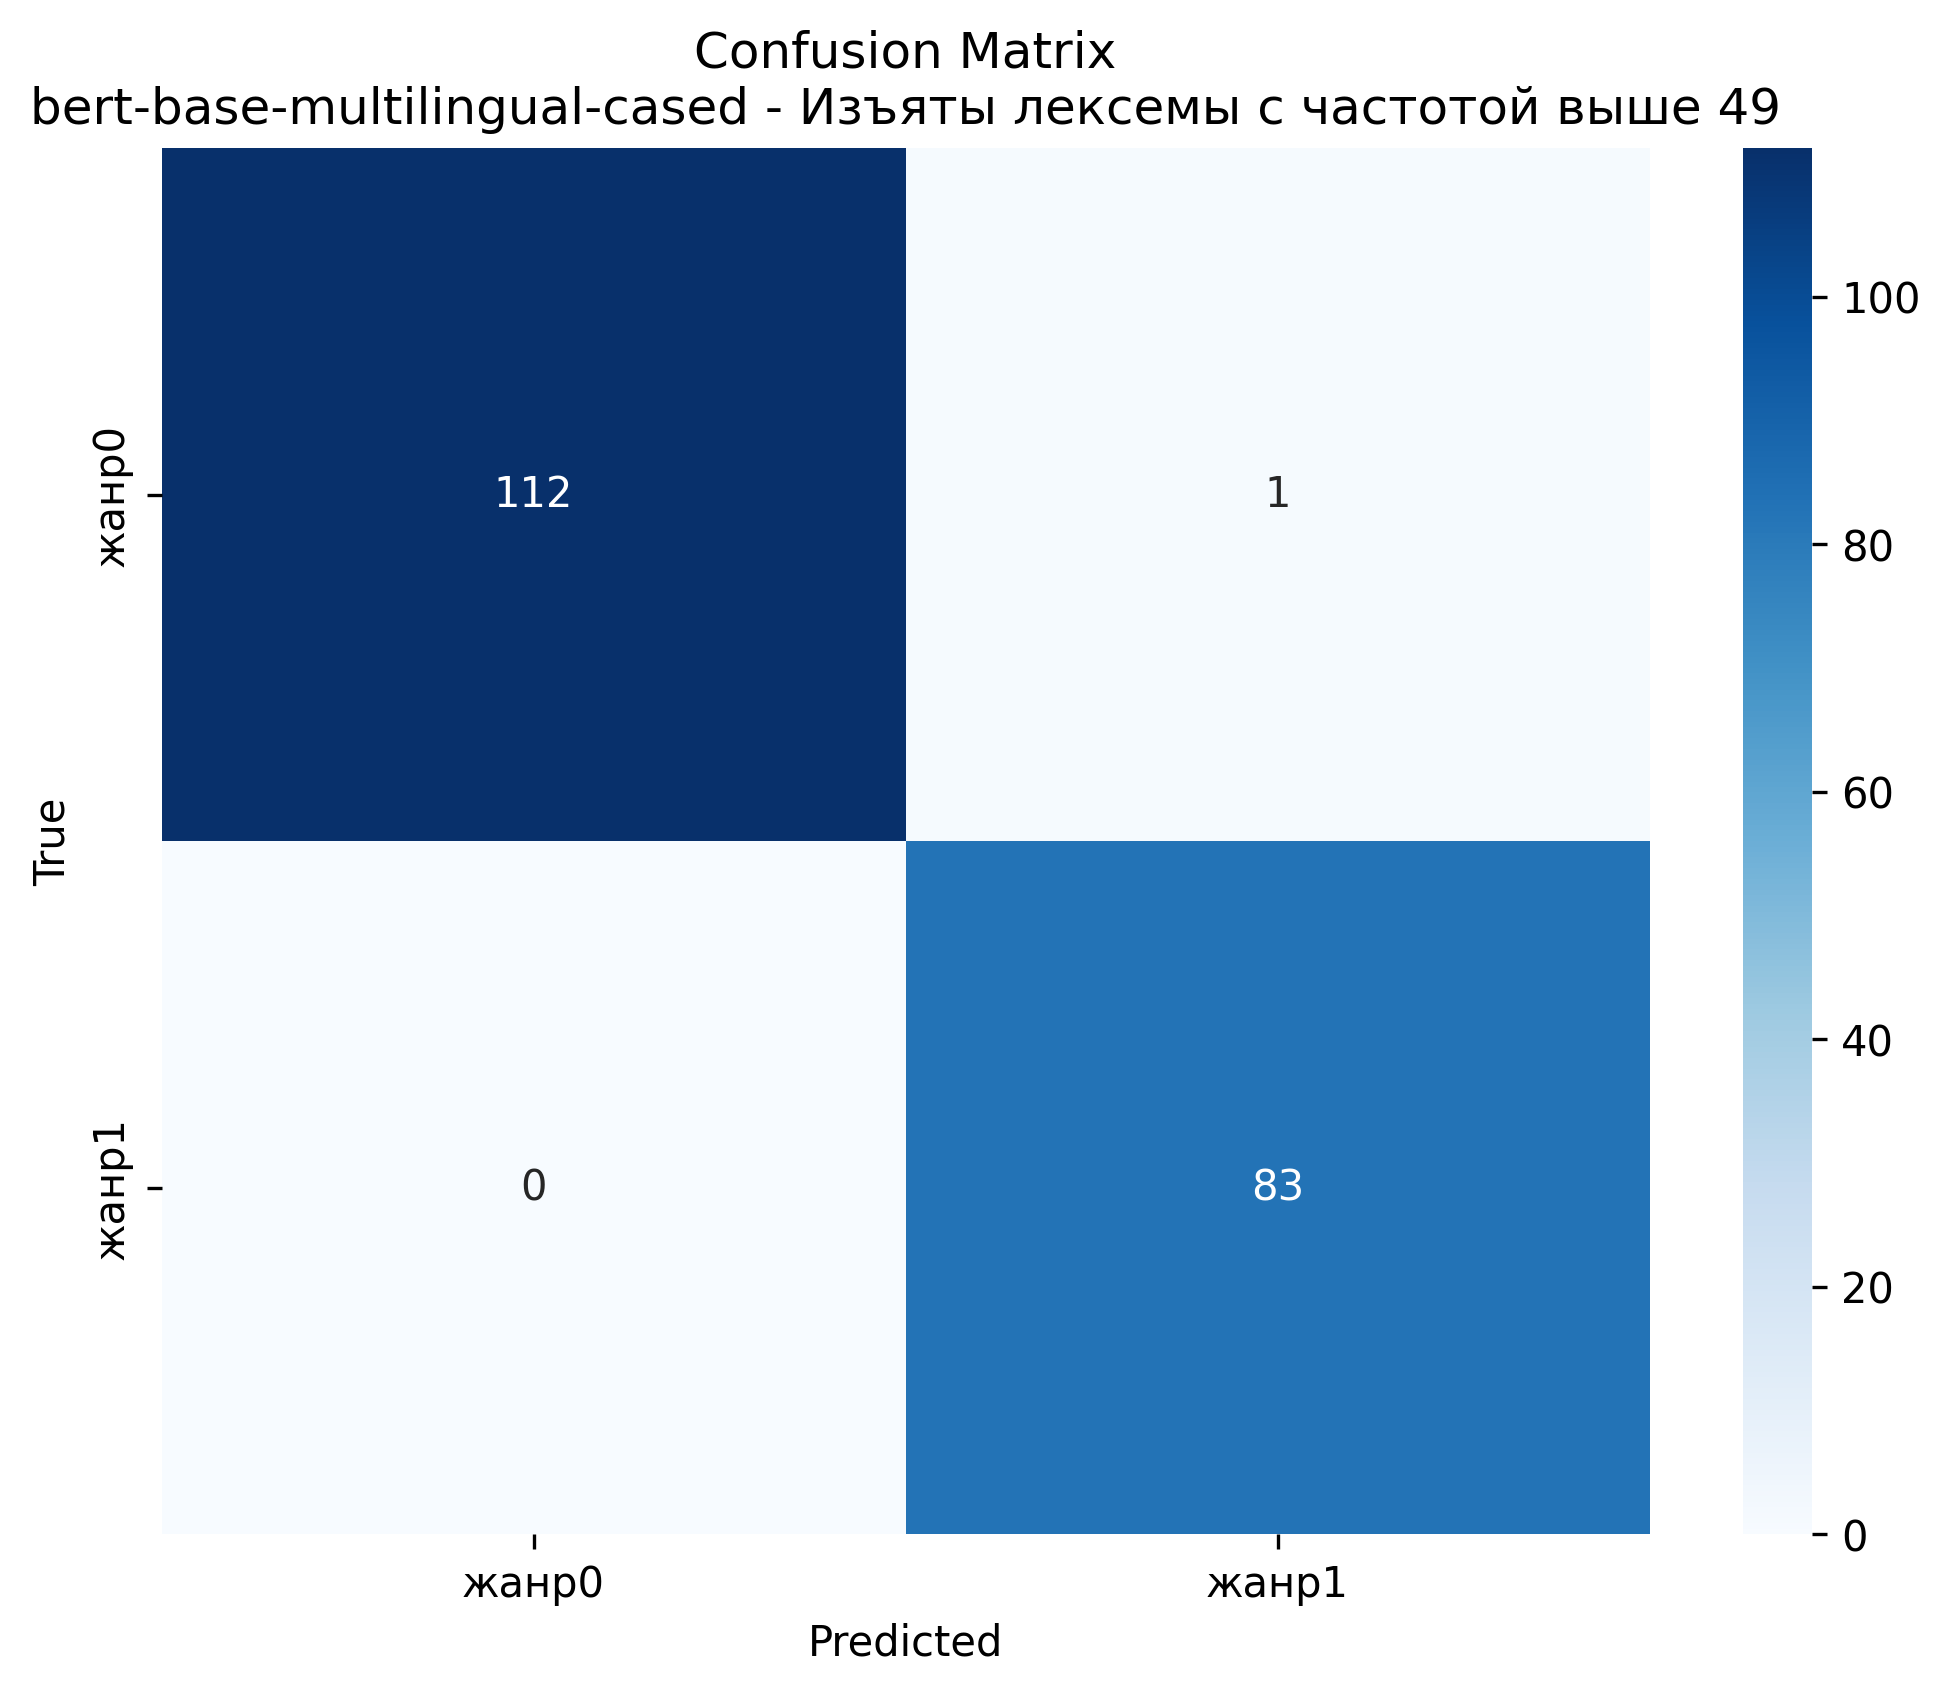 Confusion Matrix
bert-base-multilingual-cased - Изъяты лексемы с частотой выше 49
True
жанр0
жанр1
112
1
0
83
жанр0
жанр1
Predicted
100
80
60
40
20
0